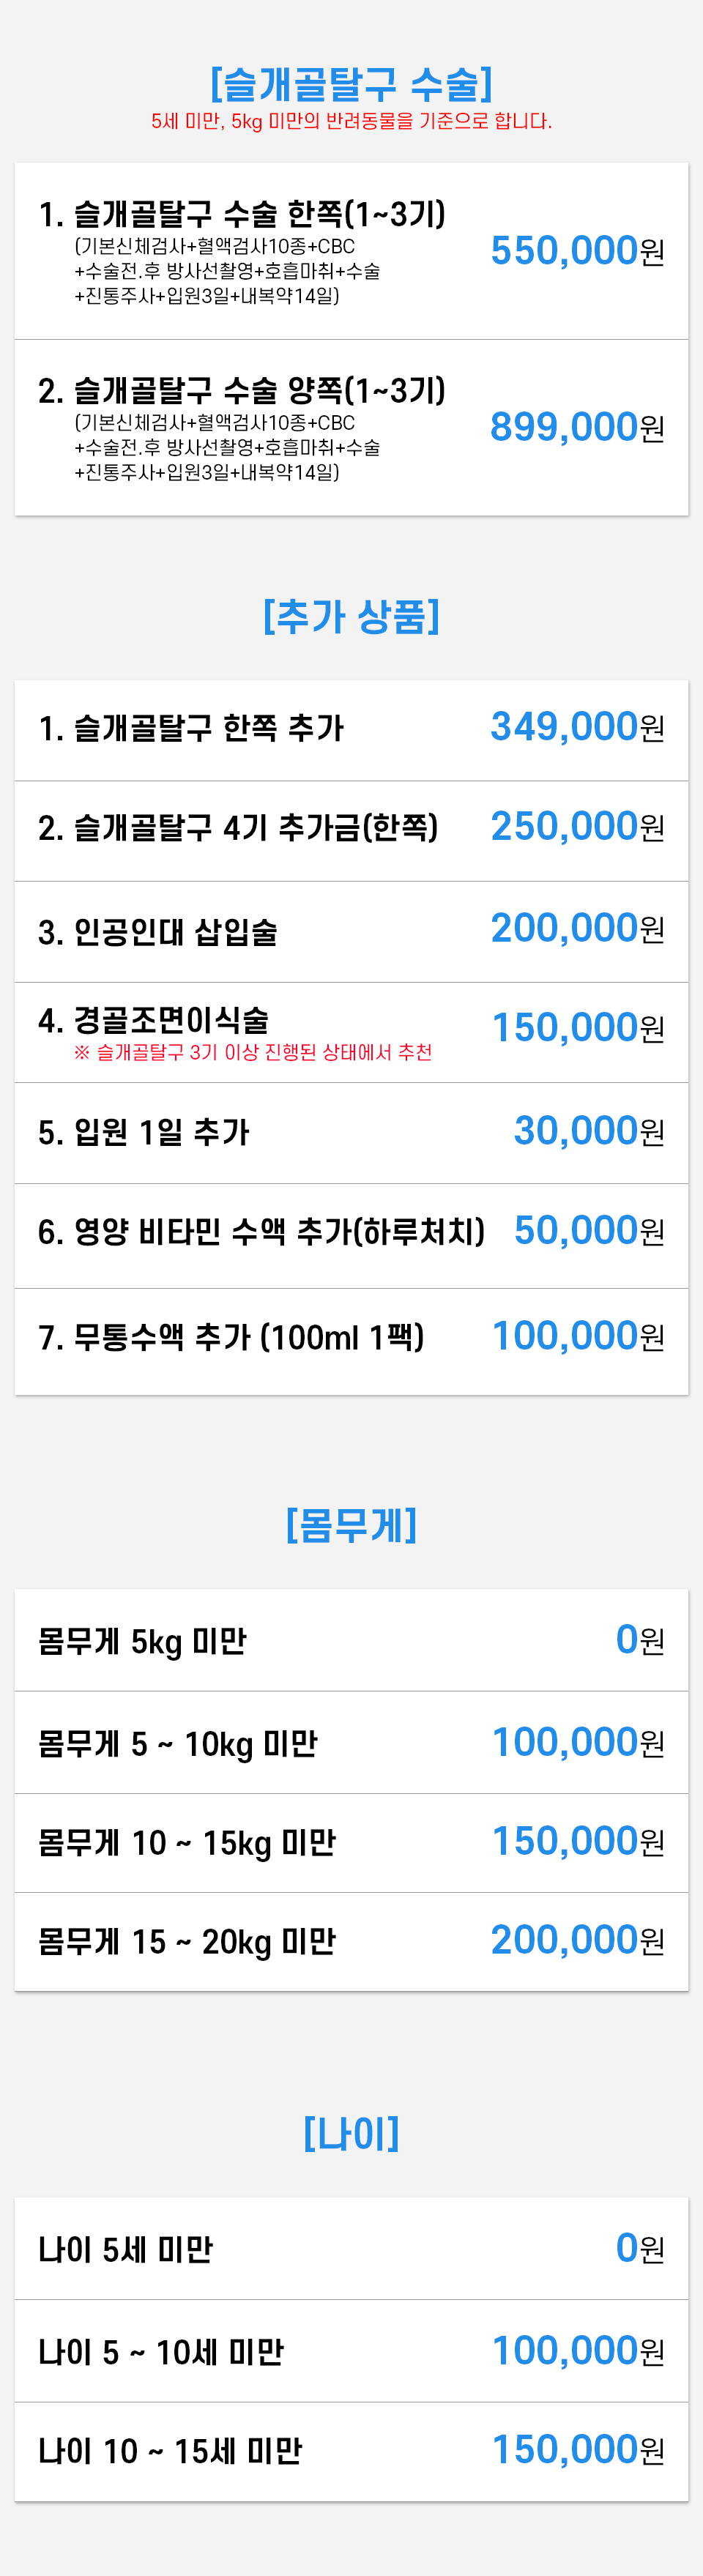 [슬개골탈구 수술]
5세 미만, 5kg 미만의 반려동물을 기준으로 합니다.
1. 슬개골탈구 수술 한쪽(1~3기)
(기본신체검사+혈액검사10종+CBC
+수술전.후 방사선촬영+호흡마취+수술
+진통주사+입원3일+내복약14일)
550,000원
2. 슬개골탈구 수술 양쪽(1~3기)
(기본신체검사+혈액검사10종+CBC
+수술전.후 방사선촬영+호흡마취+수술
+진통주사+입원3일+내복약14일)
899,000원
[추가 상품]
1. 슬개골탈구 한쪽 추가 349,000원
2. 슬개골탈구 4기 추가금(한쪽) 250,000원
3. 인공인대 삽입술 200,000원
4. 경골조면이식술 150,000원
※ 슬개골탈구 3기 이상 진행된 상태에서 추천
5. 입원 1일 추가 30,000원
6. 영양 비타민 수액 추가(하루처치) 50,000원
7. 무통수액 추가 (100ml 1팩) 100,000원
[몸무게]
몸무게 5kg 미만 0원
몸무게 5 ~ 10kg 미만 100,000원
몸무게 10 ~ 15kg 미만 150,000원
몸무게 15 ~ 20kg 미만 200,000원
[나이]
나이 5세 미만 0원
나이 5 ~ 10세 미만 100,000원
나이 10 ~ 15세 미만 150,000원